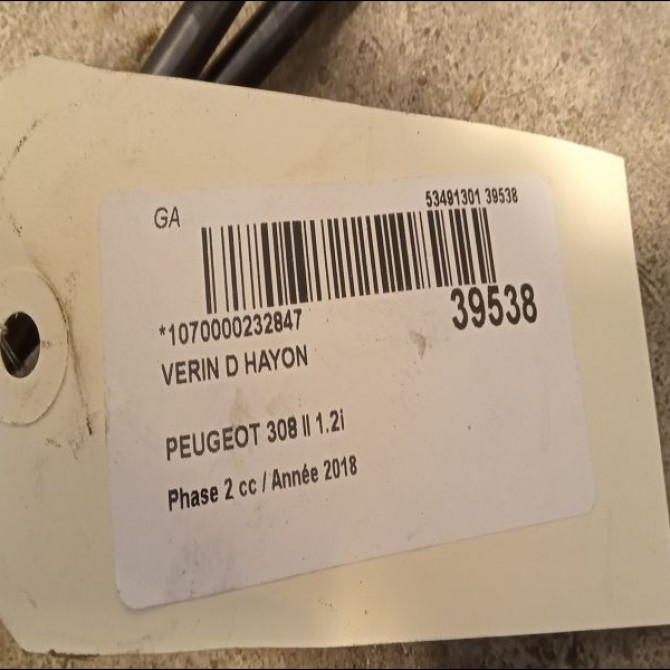 GA
53491301 39538
39538
*1070000232847
VERIN D HAYON
PEUGEOT 308 II 1.2i
Phase 2 cc / Année 2018